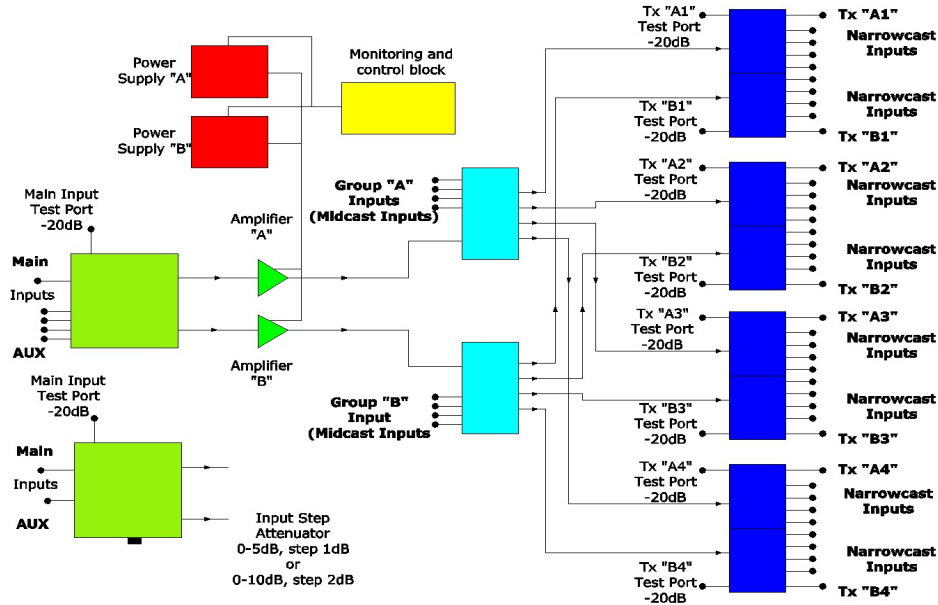 Power
Supply "A"
Power
Supply "B"
Monitoring and
control block
Main Input
Test Port
-20dB
Main
Inputs
AUX
Amplifier
"A"
Amplifier
"B"
Group "A"
Inputs
(Midcast Inputs)
Group "B"
Input
(Midcast Inputs
Main Input
Test Port
-20dB
Main
Inputs
AUX
Input Step
Attenuator
0-5dB, step 1dB
or
0-10dB, step 2dB
Tx "A1"
Test Port
-20dB
Tx "A1"
Narrowcast
Inputs
Tx "B1"
Test Port
-20dB
Narrowcast
Inputs
Tx "B1"
Tx "A2"
Test Port
-20dB
Tx "A2"
Narrowcast
Inputs
Tx "B2"
Test Port
-20dB
Narrowcast
Inputs
Tx "B2"
Tx "A3"
Test Port
-20dB
Tx "A3"
Narrowcast
Inputs
Tx "B3"
Test Port
-20dB
Narrowcast
Inputs
Tx "B3"
Tx "A4"
Test Port
-20dB
Tx "A4"
Narrowcast
Inputs
Tx "B4"
Test Port
-20dB
Narrowcast
Inputs
Tx "B4"